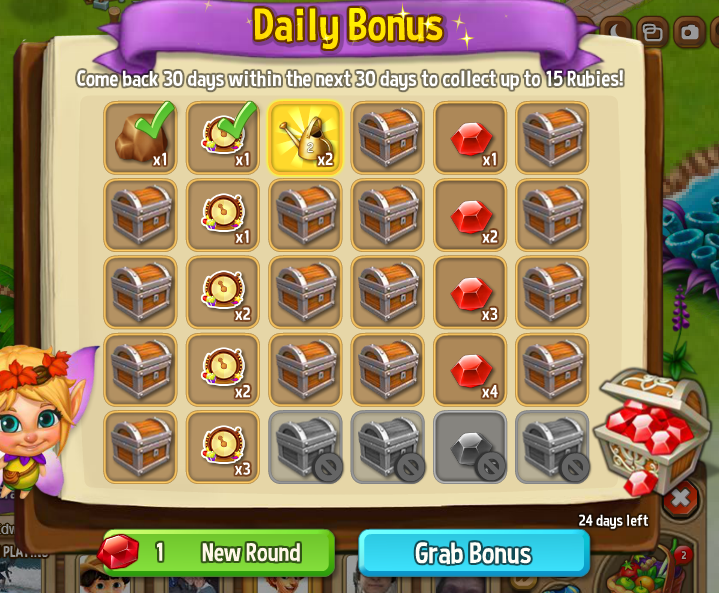 Daily Bonus
Come back 30 days within the next 30 days to collect up to 15 Rubies!
x1
x1
2
x2
x1
x1
x2
x2
x3
x2
x4
x3
24 days left
1 New Round
Grab Bonus
2